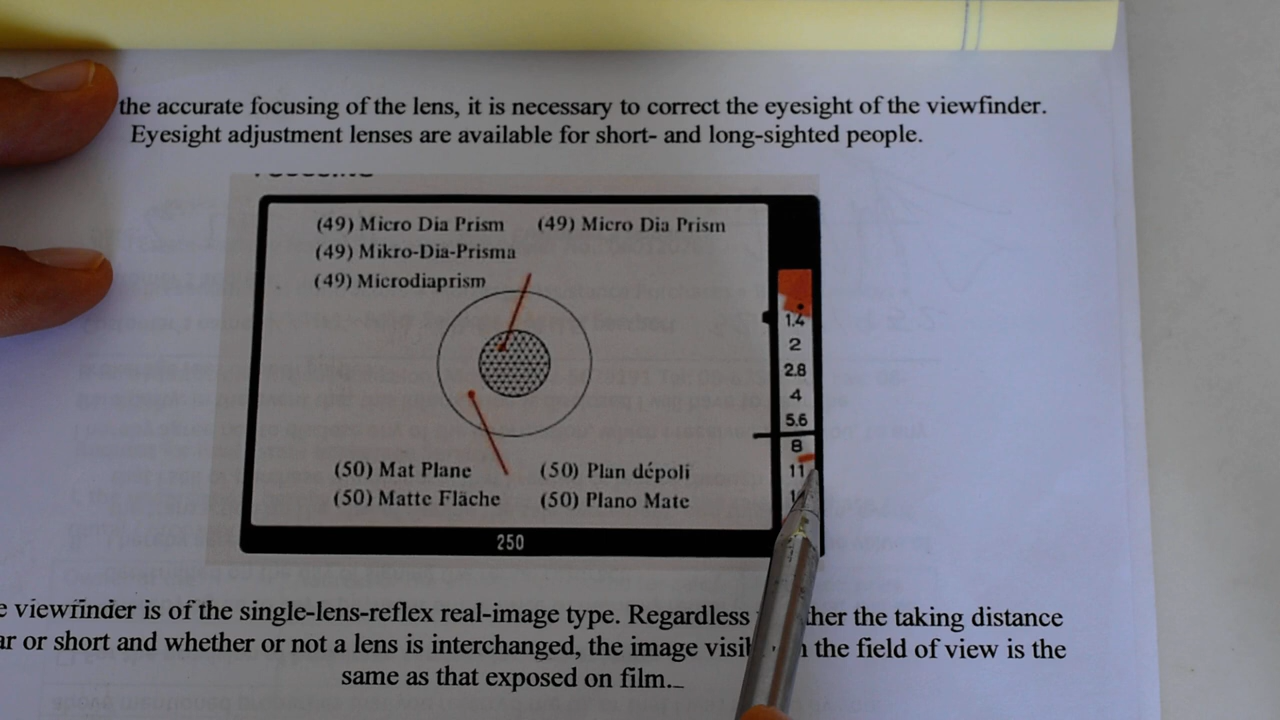 the accurate focusing of the lens, it is necessary to correct the eyesight of the viewfinder.
Eyesight adjustment lenses are available for short- and long-sighted people.
(49) Micro Dia Prism (49) Micro Dia Prism
(49) Mikro-Dia-Prisma
(49) Microdiaprism
1.4
2
2.8
4
5.6
8
11
(50) Mat Plane (50) Plan dépoli
(50) Matte Fläche (50) Plano Mate
250
viewfinder is of the single-lens-reflex real-image type. Regardless the taking distance
or short and whether or not a lens is interchanged, the image the field of view is the
same as that exposed on film.